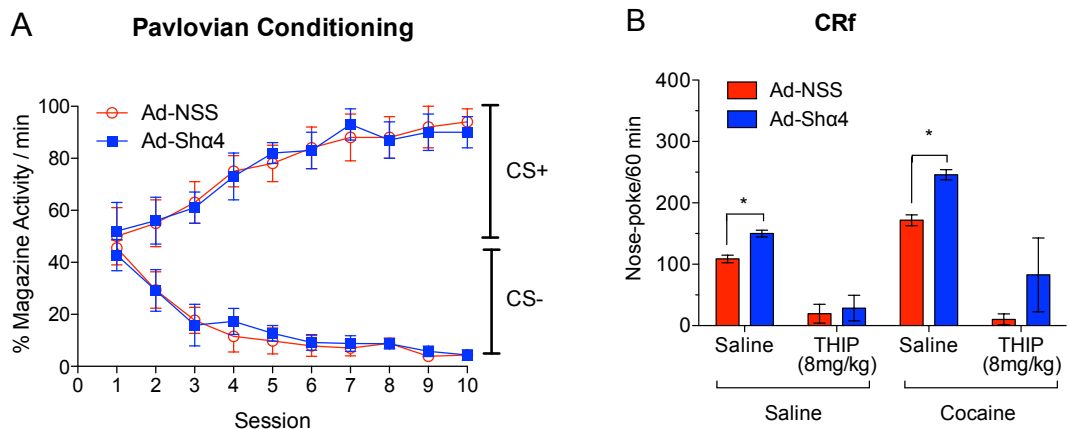 A
Pavlovian Conditioning
% Magazine Activity / min
100
80
60
40
20
0
Ad-NSS
Ad-Shα4
CS+
CS-
0 1 2 3 4 5 6 7 8 9 10
Session
B
CRf
Nose-poke/60 min
400
300
200
150
100
0
Ad-NSS
Ad-Shα4
*
*
Saline THIP Saline THIP
(8mg/kg) (8mg/kg)
Saline Cocaine